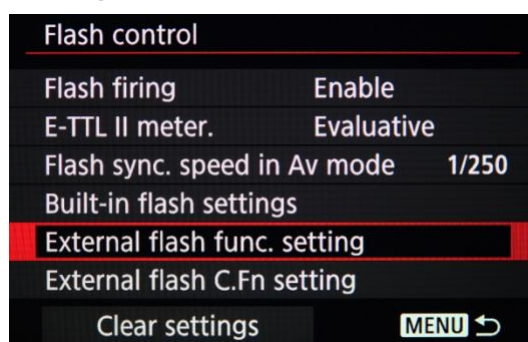 Flash control
Flash firing Enable
E-TTL II meter. Evaluative
Flash sync. speed in Av mode 1/250
Built-in flash settings
External flash func. setting
External flash C.Fn setting
Clear settings MENU